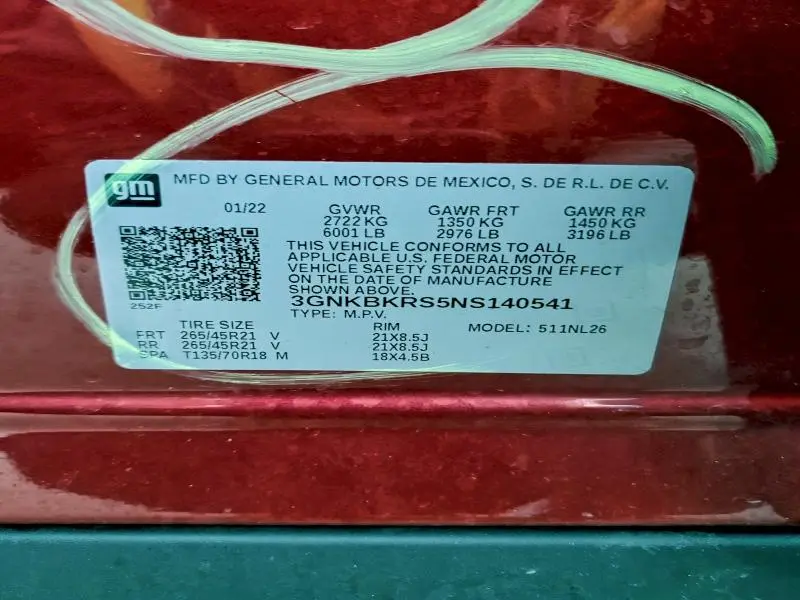 gm MFD BY GENERAL MOTORS DE MEXICO, S. DE R.L. DE C.V.
01/22 GVWR GAWR FRT GAWR RR
2722 KG 1350 KG 1450 KG
6001 LB 2976 LB 3196 LB
THIS VEHICLE CONFORMS TO ALL
APPLICABLE U.S. FEDERAL MOTOR
VEHICLE SAFETY STANDARDS IN EFFECT
ON THE DATE OF MANUFACTURE
SHOWN ABOVE.
252F 3GNKBKRS5NS140541
TYPE: M.P.V. MODEL: 511NL26
TIRE SIZE RIM
FRT 265/45R21 V 21X8.5J
RR 265/45R21 V 21X8.5J
SPA T135/70R18 M 18X4.5B